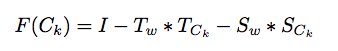 F(C_k) = I − T_w ∗ T_{C_k} − S_w ∗ S_{C_k}